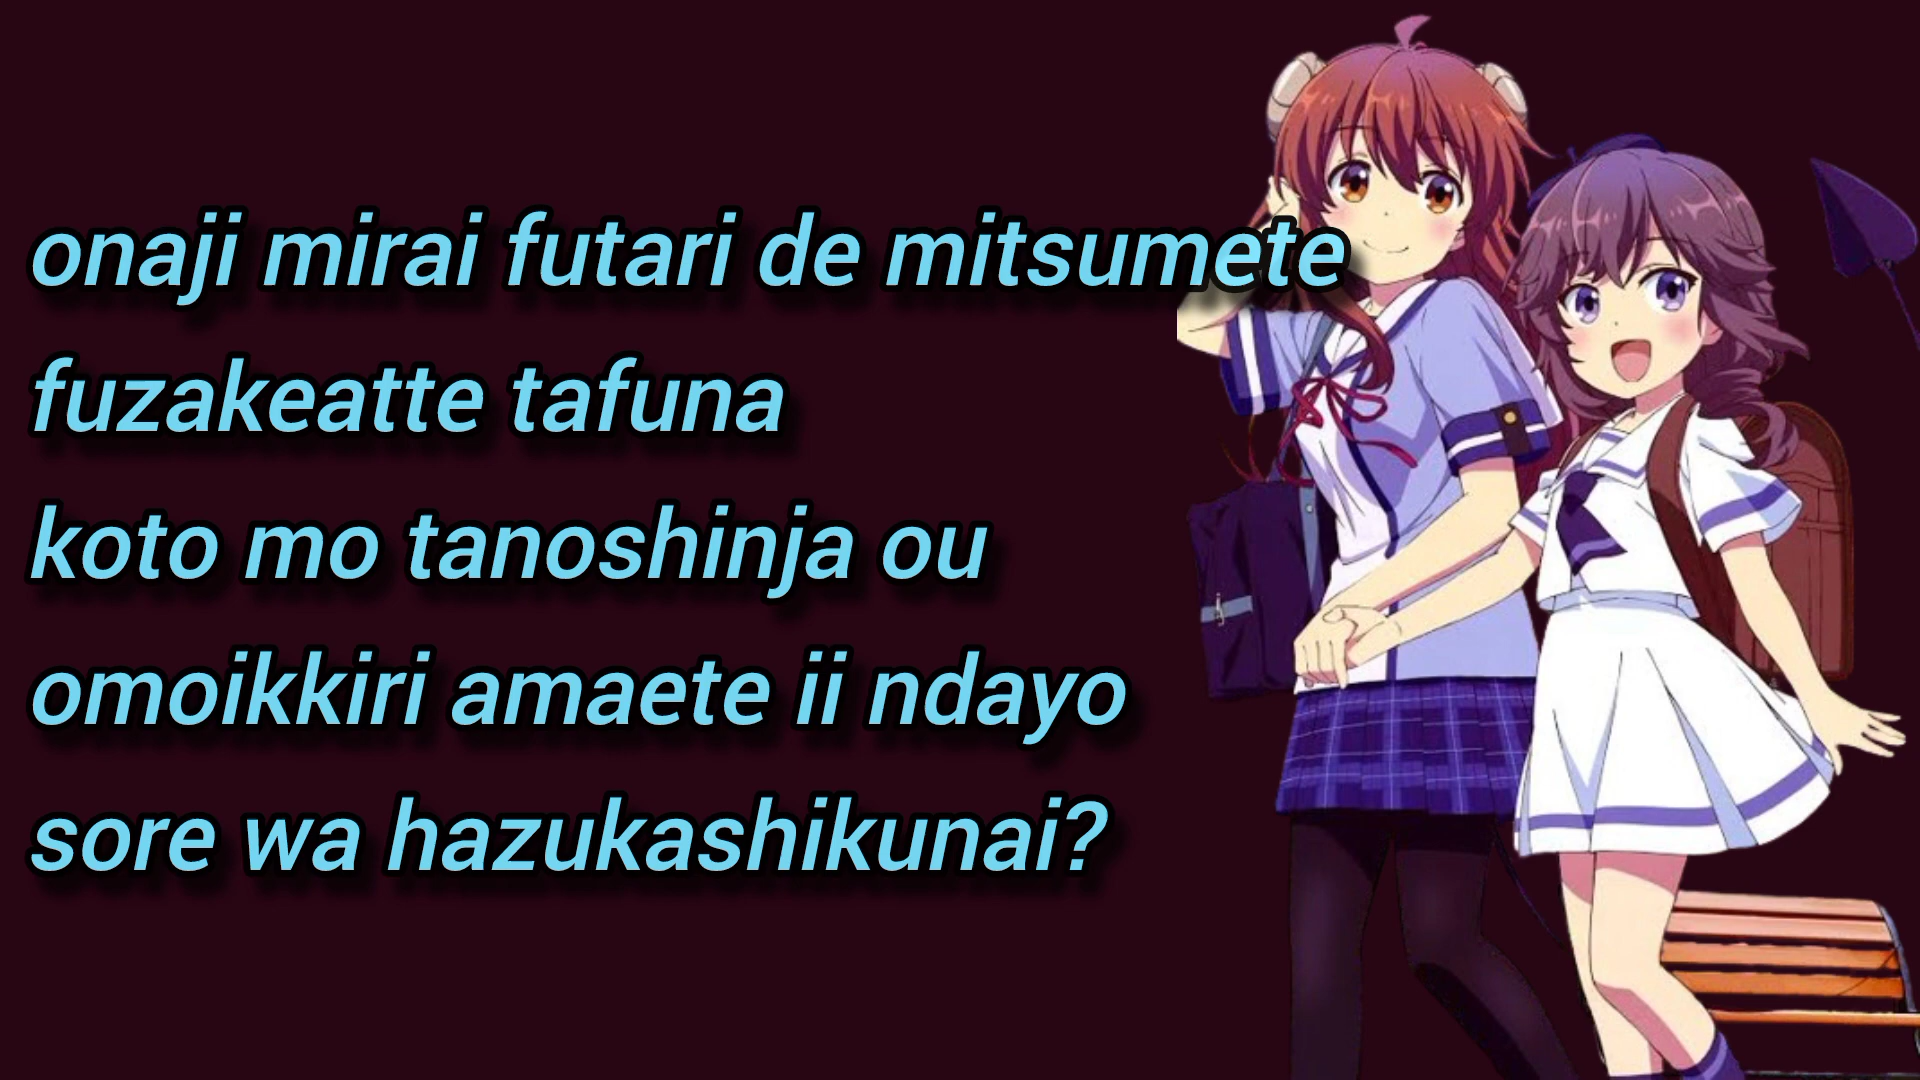 onaji mirai futari de mitsumete
fuzakeatte tafuna
koto mo tanoshinja ou
omoikkiri amaete ii ndayo
sore wa hazukashikunai?